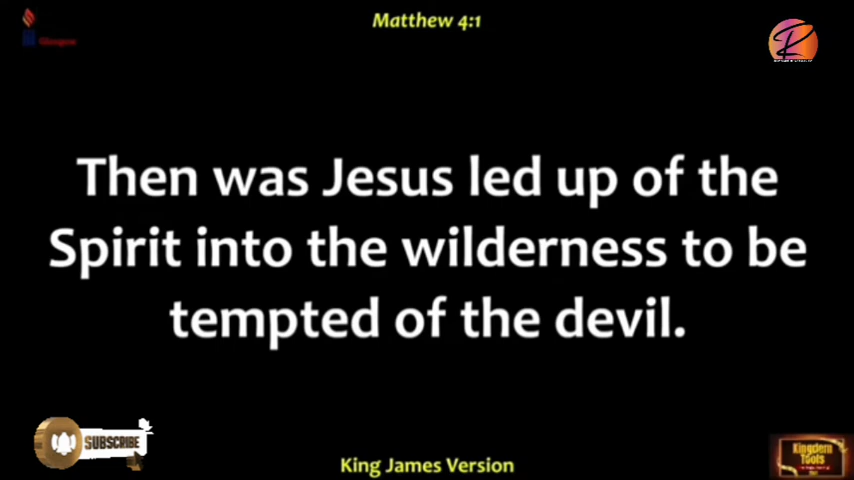 Matthew 4:1
Glasgow
Then was Jesus led up of the
Spirit into the wilderness to be
tempted of the devil.
SUBSCRIBE
King James Version
Kingdom
Tools